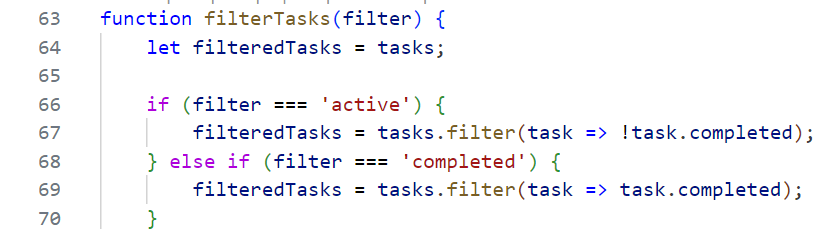 63 function filterTasks(filter) {
64 let filteredTasks = tasks;
65
66 if (filter === 'active') {
67 filteredTasks = tasks.filter(task => !task.completed);
68 } else if (filter === 'completed') {
69 filteredTasks = tasks.filter(task => task.completed);
70 }